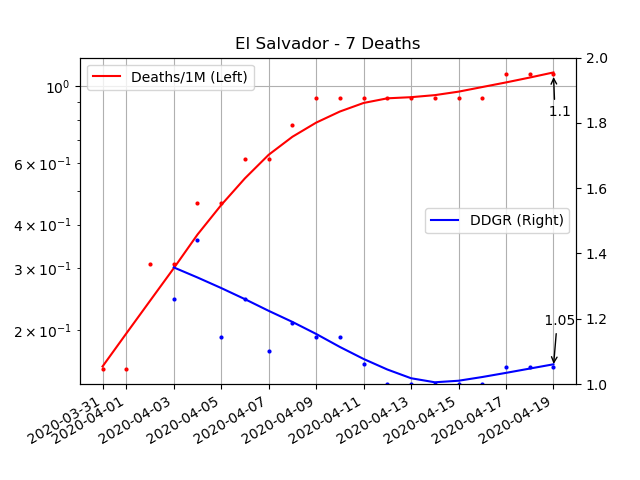 El Salvador - 7 Deaths
Deaths/1M (Left)
DDGR (Right)
10⁰
6 × 10⁻¹
4 × 10⁻¹
3 × 10⁻¹
2 × 10⁻¹
2.0
1.8
1.6
1.4
1.2
1.0
1.1
1.05
2020-03-31
2020-04-01
2020-04-03
2020-04-05
2020-04-07
2020-04-09
2020-04-11
2020-04-13
2020-04-15
2020-04-17
2020-04-19